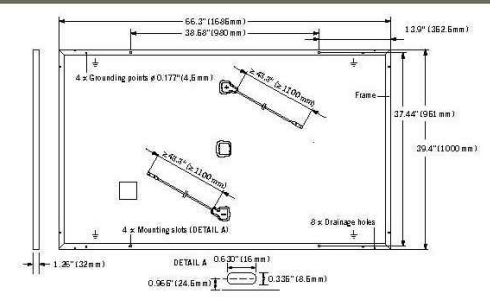 66.3" (1685 mm)
38.58" (980 mm)
13.9" (352.5 mm)
4 x Grounding points ø 0.177" (4,5 mm)
≥ 43.3" (≥ 1100 mm)
Frame
37.44" (951 mm)
39.4" (1000 mm)
≥ 43.3" (≥ 1100 mm)
4 x Mounting slots (DETAIL A)
8 x Drainage holes
1.26" (32 mm)
DETAIL A
0.630" (16 mm)
0.966" (24.5 mm)
0.335" (8.5 mm)